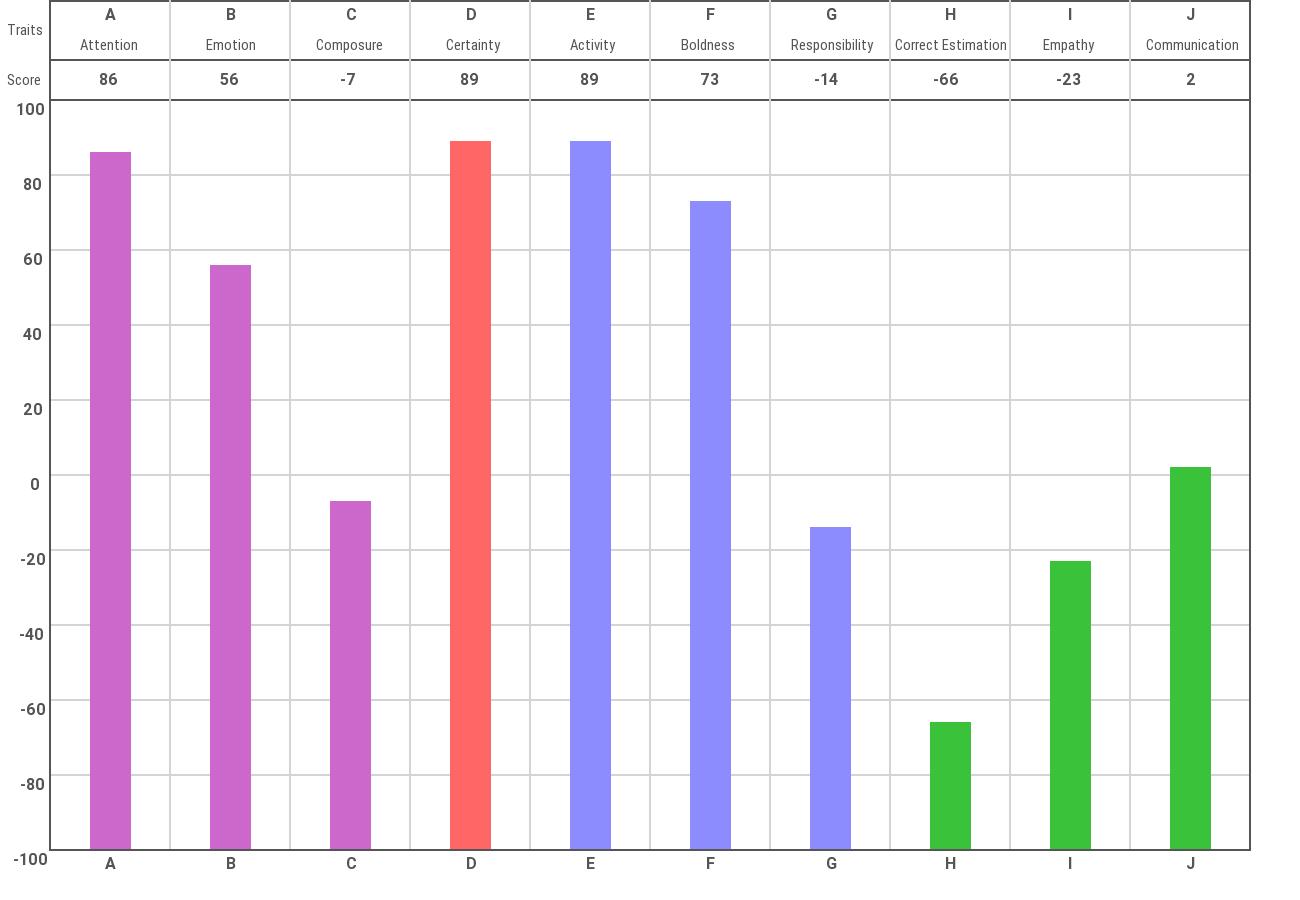 A B C D E F G H I J
Traits
Attention Emotion Composure Certainty Activity Boldness Responsibility Correct Estimation Empathy Communication
Score 86 56 -7 89 89 73 -14 -66 -23 2
100
80
60
40
20
0
-20
-40
-60
-80
-100
A B C D E F G H I J